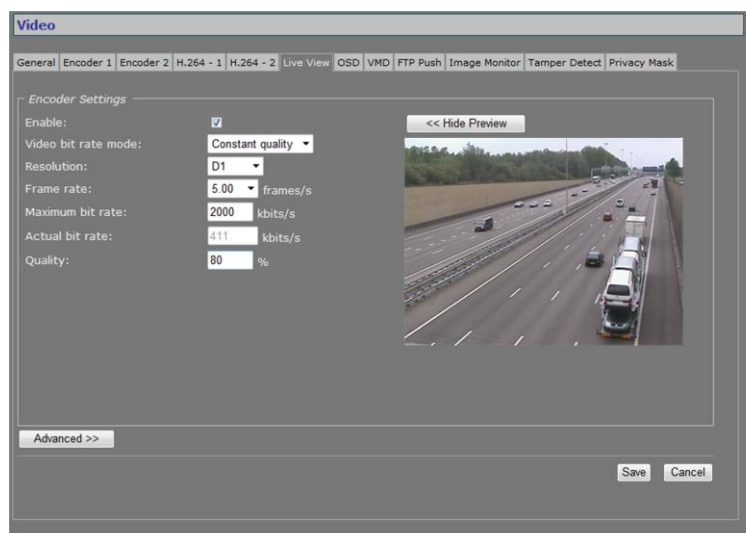 Video
General Encoder 1 Encoder 2 H.264 - 1 H.264 - 2 Live View OSD VMD FTP Push Image Monitor Tamper Detect Privacy Mask
Encoder Settings
Enable:
<< Hide Preview
Video bit rate mode: Constant quality
Resolution: D1
Frame rate: 5.00 frames/s
Maximum bit rate: 2000 kbits/s
Actual bit rate: 411 kbits/s
Quality: 80 %
Advanced >>
Save Cancel